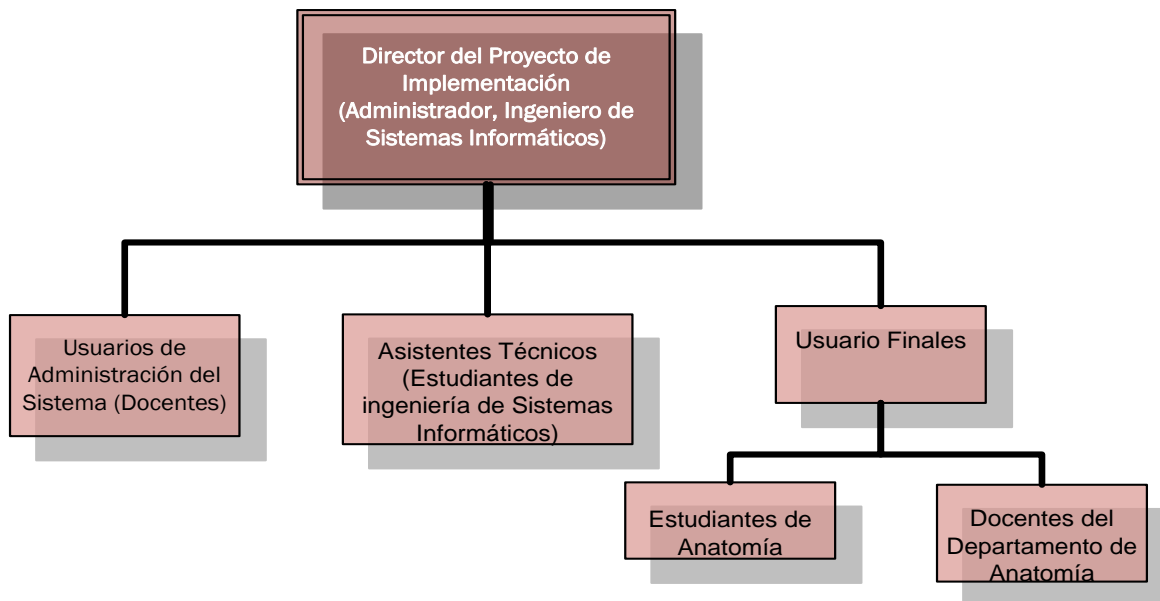 Director del Proyecto de
Implementación
(Administrador, Ingeniero de
Sistemas Informáticos)
Usuarios de
Administración del
Sistema (Docentes)
Asistentes Técnicos
(Estudiantes de
ingeniería de Sistemas
Informáticos)
Usuario Finales
Estudiantes de
Anatomía
Docentes del
Departamento de
Anatomía